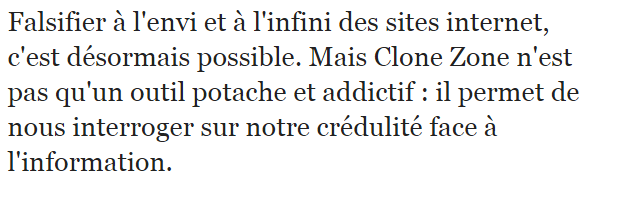 Falsifier à l'envi et à l'infini des sites internet,
c'est désormais possible. Mais Clone Zone n'est
pas qu'un outil potache et addictif : il permet de
nous interroger sur notre crédulité face à
l'information.